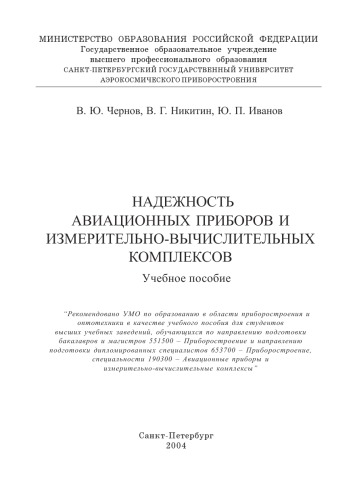 МИНИСТЕРСТВО ОБРАЗОВАНИЯ РОССИЙСКОЙ ФЕДЕРАЦИИ
Государственное образовательное учреждение
высшего профессионального образования
САНКТ-ПЕТЕРБУРГСКИЙ ГОСУДАРСТВЕННЫЙ УНИВЕРСИТЕТ
АЭРОКОСМИЧЕСКОГО ПРИБОРОСТРОЕНИЯ
В. Ю. Чернов, В. Г. Никитин, Ю. П. Иванов
НАДЕЖНОСТЬ
АВИАЦИОННЫХ ПРИБОРОВ И
ИЗМЕРИТЕЛЬНО-ВЫЧИСЛИТЕЛЬНЫХ
КОМПЛЕКСОВ
Учебное пособие
"Рекомендовано УМО по образованию в области приборостроения и
оптотехники в качестве учебного пособия для студентов
высших учебных заведений, обучающихся по направлению подготовки
бакалавров и магистров 551500 – Приборостроение и направлению
подготовки дипломированных специалистов 653700 – Приборостроение,
специальности 190300 – Авиационные приборы и
измерительно-вычислительные комплексы"
Санкт-Петербург
2004